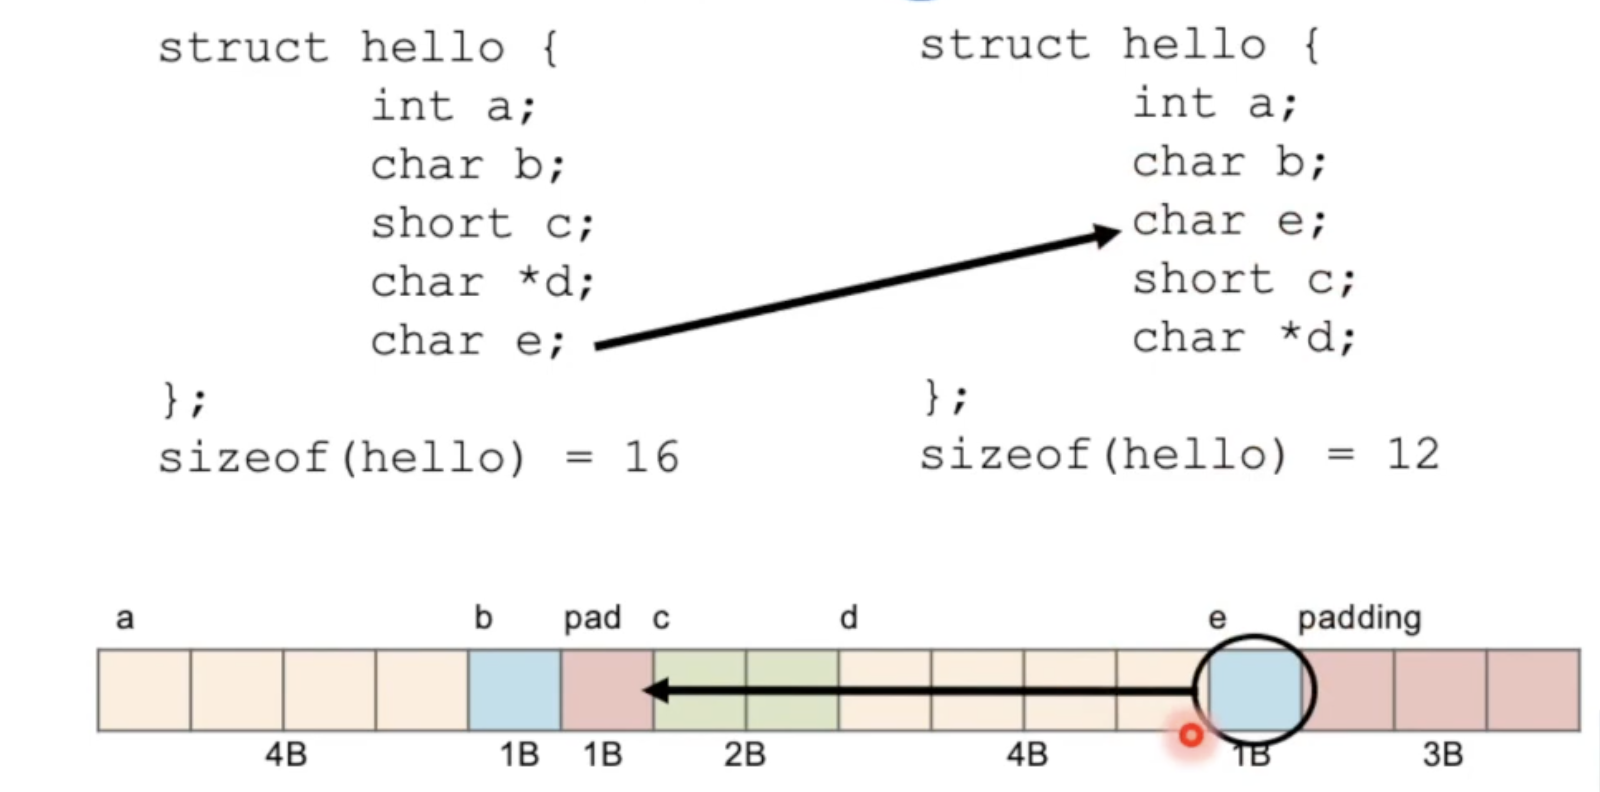 struct hello {
int a;
char b;
short c;
char *d;
char e;
};
sizeof(hello) = 16
struct hello {
int a;
char b;
char e;
short c;
char *d;
};
sizeof(hello) = 12
a b pad c d e padding
4B 1B 1B 2B 4B 1B 3B